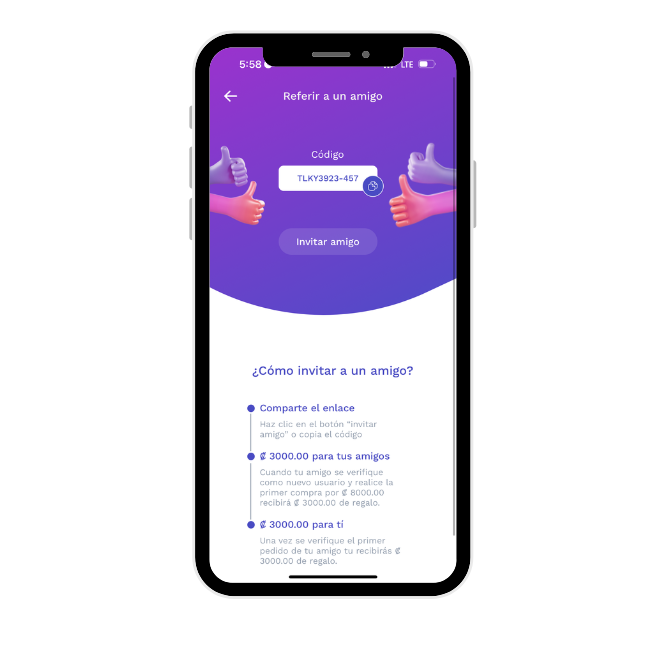 5:58
LTE
Referir a un amigo
Código
TLKY3923-457
Invitar amigo
¿Cómo invitar a un amigo?
Comparte el enlace
Haz clic en el botón "invitar
amigo" o copia el código
₡ 3000.00 para tus amigos
Cuando tu amigo se verifique
como nuevo usuario y realice la
primer compra por ₡ 8000.00
recibirá ₡ 3000.00 de regalo.
₡ 3000.00 para tí
Una vez se verifique el primer
pedido de tu amigo tu recibirás ₡
3000.00 de regalo.